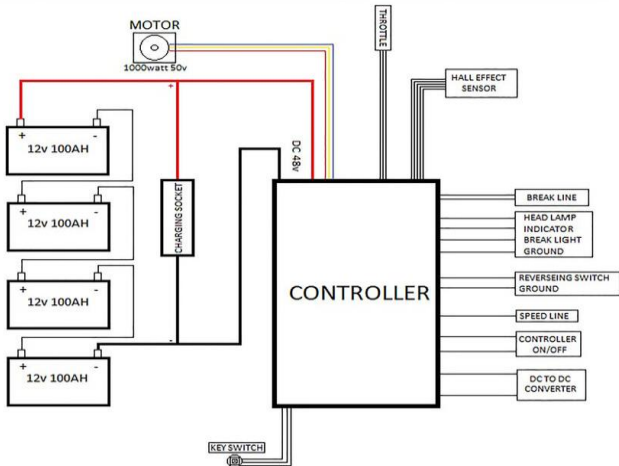 MOTOR
1000watt 50v
THROTTLE
HALL EFFECT
SENSOR
+
+ -
12v 100AH
DC 48v
+ -
12v 100AH
CHARGING SOCKET
BREAK LINE
HEAD LAMP
INDICATOR
BREAK LIGHT
GROUND
+ -
12v 100AH
CONTROLLER
REVERSEING SWITCH
GROUND
SPEED LINE
-
CONTROLLER
ON/OFF
+ -
12v 100AH
DC TO DC
CONVERTER
KEY SWITCH